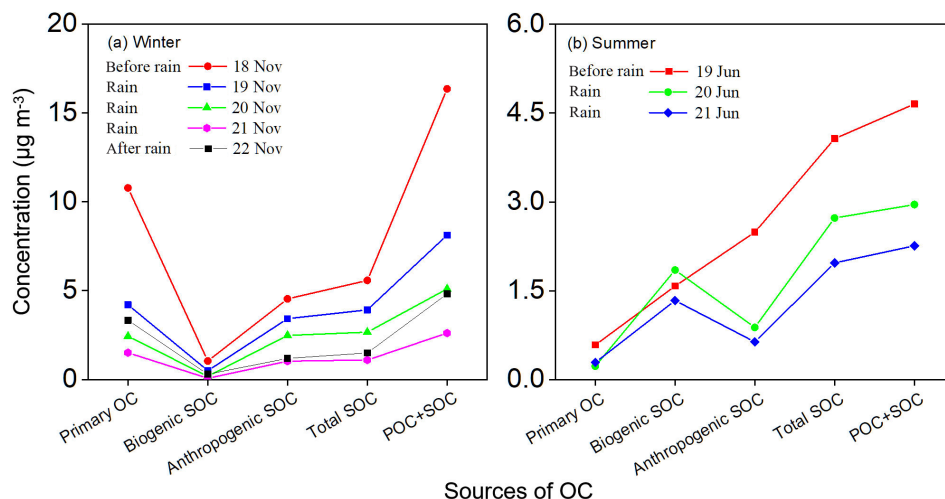 (a) Winter
Before rain 18 Nov
Rain 19 Nov
Rain 20 Nov
Rain 21 Nov
After rain 22 Nov
20
15
10
5
0
Concentration (µg m-³)
Primary OC
Biogenic SOC
Anthropogenic SOC
Total SOC
POC+SOC
(b) Summer
Before rain 19 Jun
Rain 20 Jun
Rain 21 Jun
6.0
4.5
3.0
1.5
0.0
Primary OC
Biogenic SOC
Anthropogenic SOC
Total SOC
POC+SOC
Sources of OC